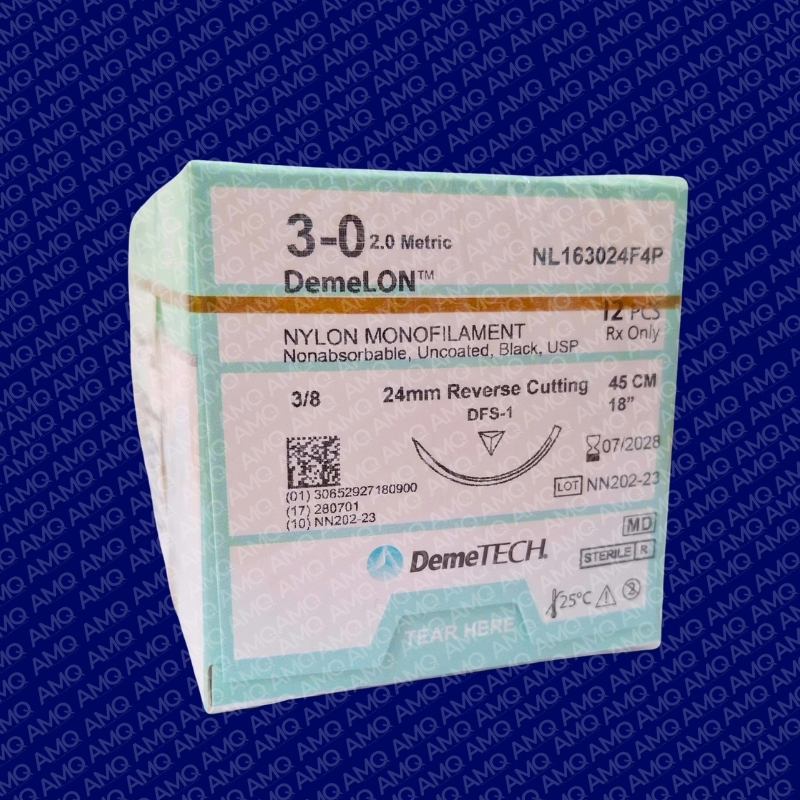 3-0 2.0 Metric
NL163024F4P
DemeLON™
12 PCS
NYLON MONOFILAMENT
Rx Only
Nonabsorbable, Uncoated, Black, USP
3/8
24mm Reverse Cutting
45 CM
DFS-1
18"
07/2028
(01) 30652927180900
LOT NN202-23
(17) 280701
(10) NN202-23
MD
DemeTECH®
STERILE R
25°C
2
TEAR HERE
AMQ